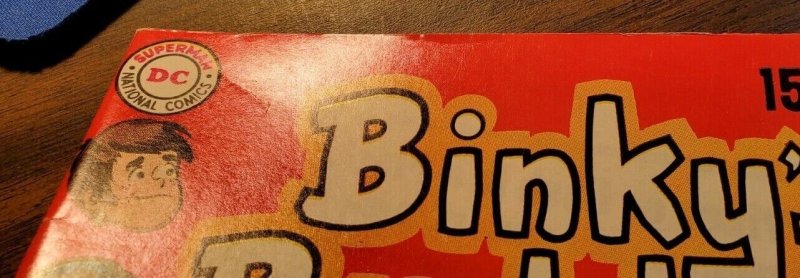 SUPERMAN
DC
NATIONAL COMICS
15
Binky's